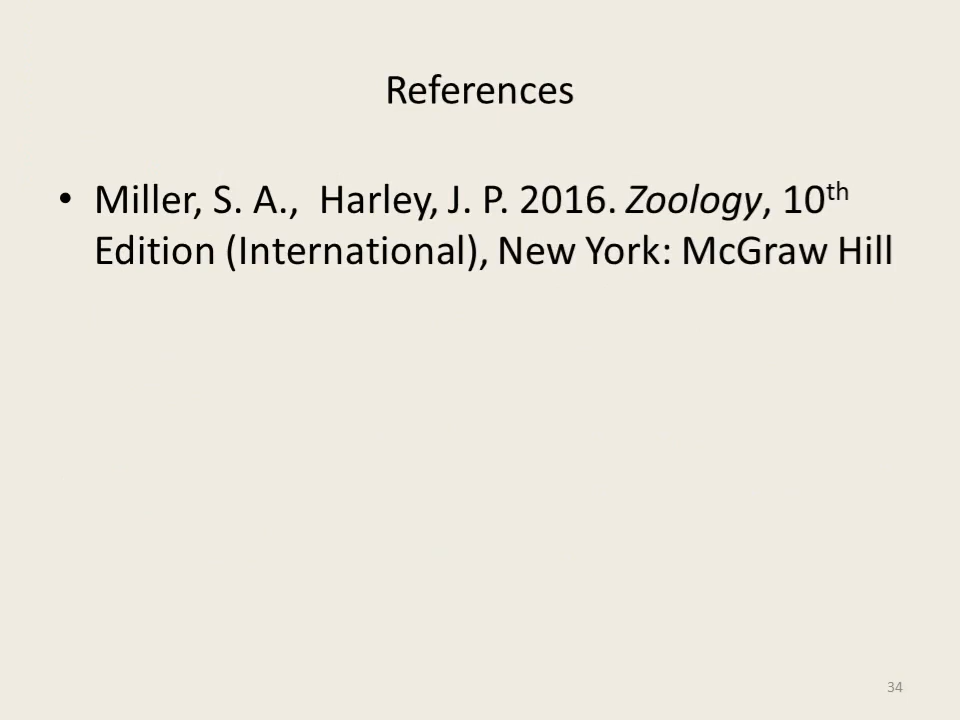 References
• Miller, S. A.,  Harley, J. P. 2016. Zoology, 10th
Edition (International), New York: McGraw Hill
34